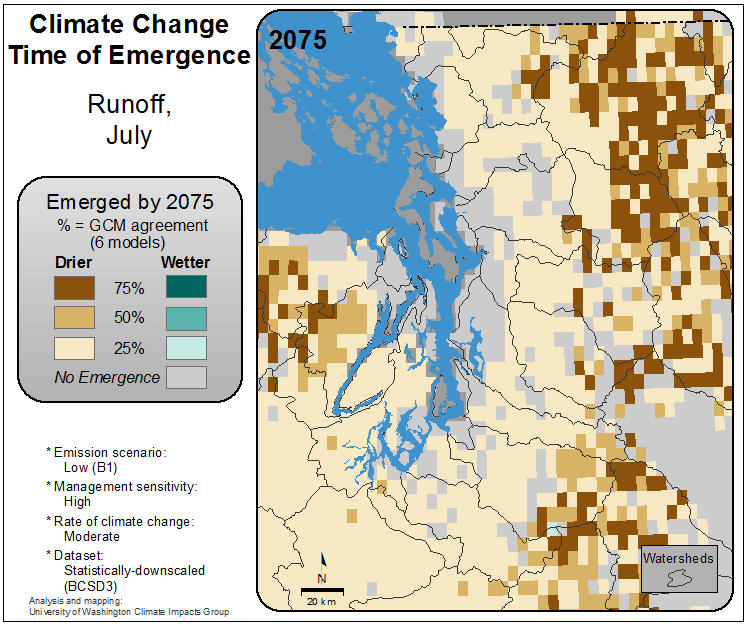 Climate Change
Time of Emergence
Runoff,
July
Emerged by 2075
% = GCM agreement
(6 models)
Drier Wetter
75%
50%
25%
No Emergence
* Emission scenario:
Low (B1)
* Management sensitivity:
High
* Rate of climate change:
Moderate
* Dataset:
Statistically-downscaled
(BCSD3)
Analysis and mapping:
University of Washington Climate Impacts Group
2075
N
20 km
Watersheds